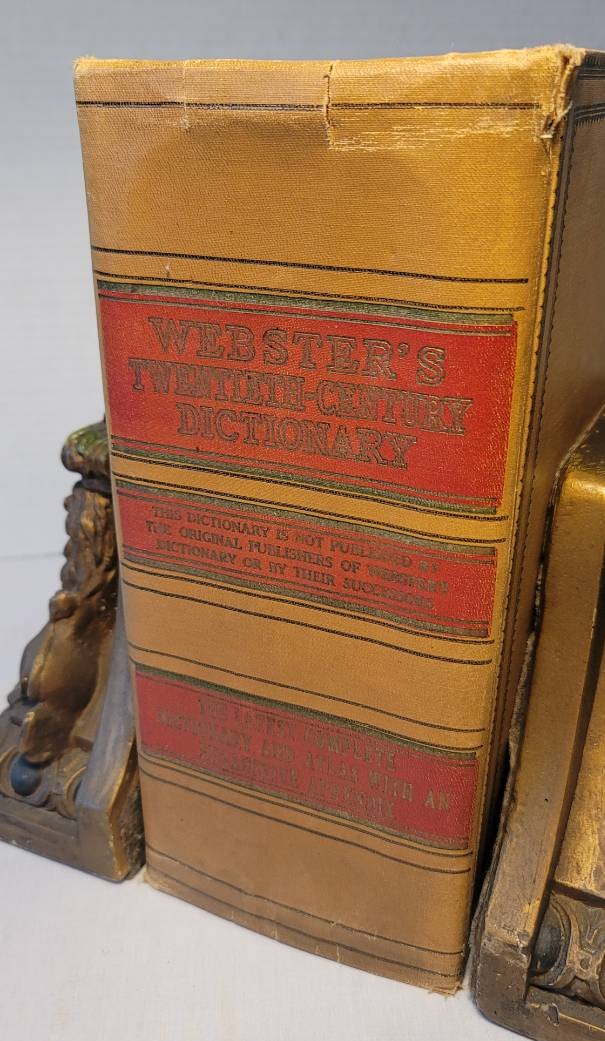 WEBSTER'S
TWENTIETH-CENTURY
DICTIONARY
THIS DICTIONARY IS NOT PUBLISHED BY
THE ORIGINAL PUBLISHERS OF WEBSTER'S
DICTIONARY OR BY THEIR SUCCESSORS.
THE LATEST COMPLETE
DICTIONARY AND ATLAS WITH AN
APPENDIX